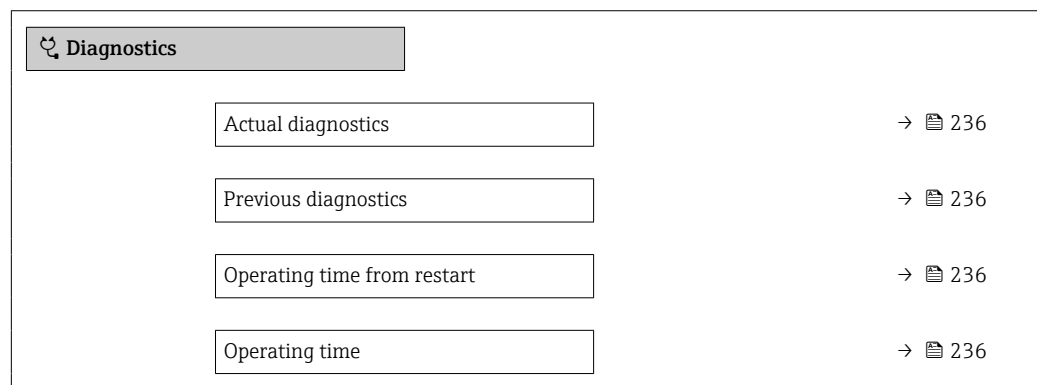 Diagnostics
Actual diagnostics → 236
Previous diagnostics → 236
Operating time from restart → 236
Operating time → 236